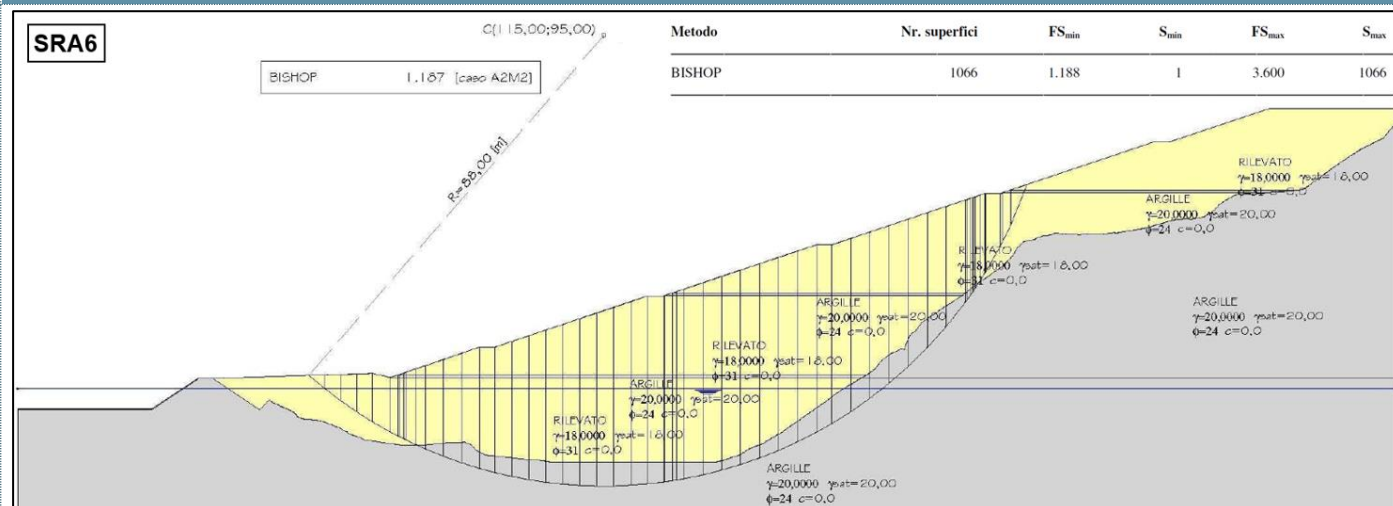 SRA6
C(115,00;95,00)
BISHOP 1.187 [caso A2M2]
R=88,00 [m]
Metodo Nr. superfici FSmin Smin FSmax Smax
BISHOP 1066 1.188 1 3.600 1066
RILEVATO
γ=18,0000 γsat=18,00
φ=31 c=0,0
ARGILLE
γ=20,0000 γsat=20,00
φ=24 c=0,0
RILEVATO
γ=18,0000 γsat=18,00
φ=31 c=0,0
ARGILLE
γ=20,0000 γsat=20,00
φ=24 c=0,0
ARGILLE
γ=20,0000 γsat=20,00
φ=24 c=0,0
RILEVATO
γ=18,0000 γsat=18,00
φ=31 c=0,0
ARGILLE
γ=20,0000 γsat=20,00
φ=24 c=0,0
RILEVATO
γ=18,0000 γsat=18,00
φ=31 c=0,0
ARGILLE
γ=20,0000 γsat=20,00
φ=24 c=0,0